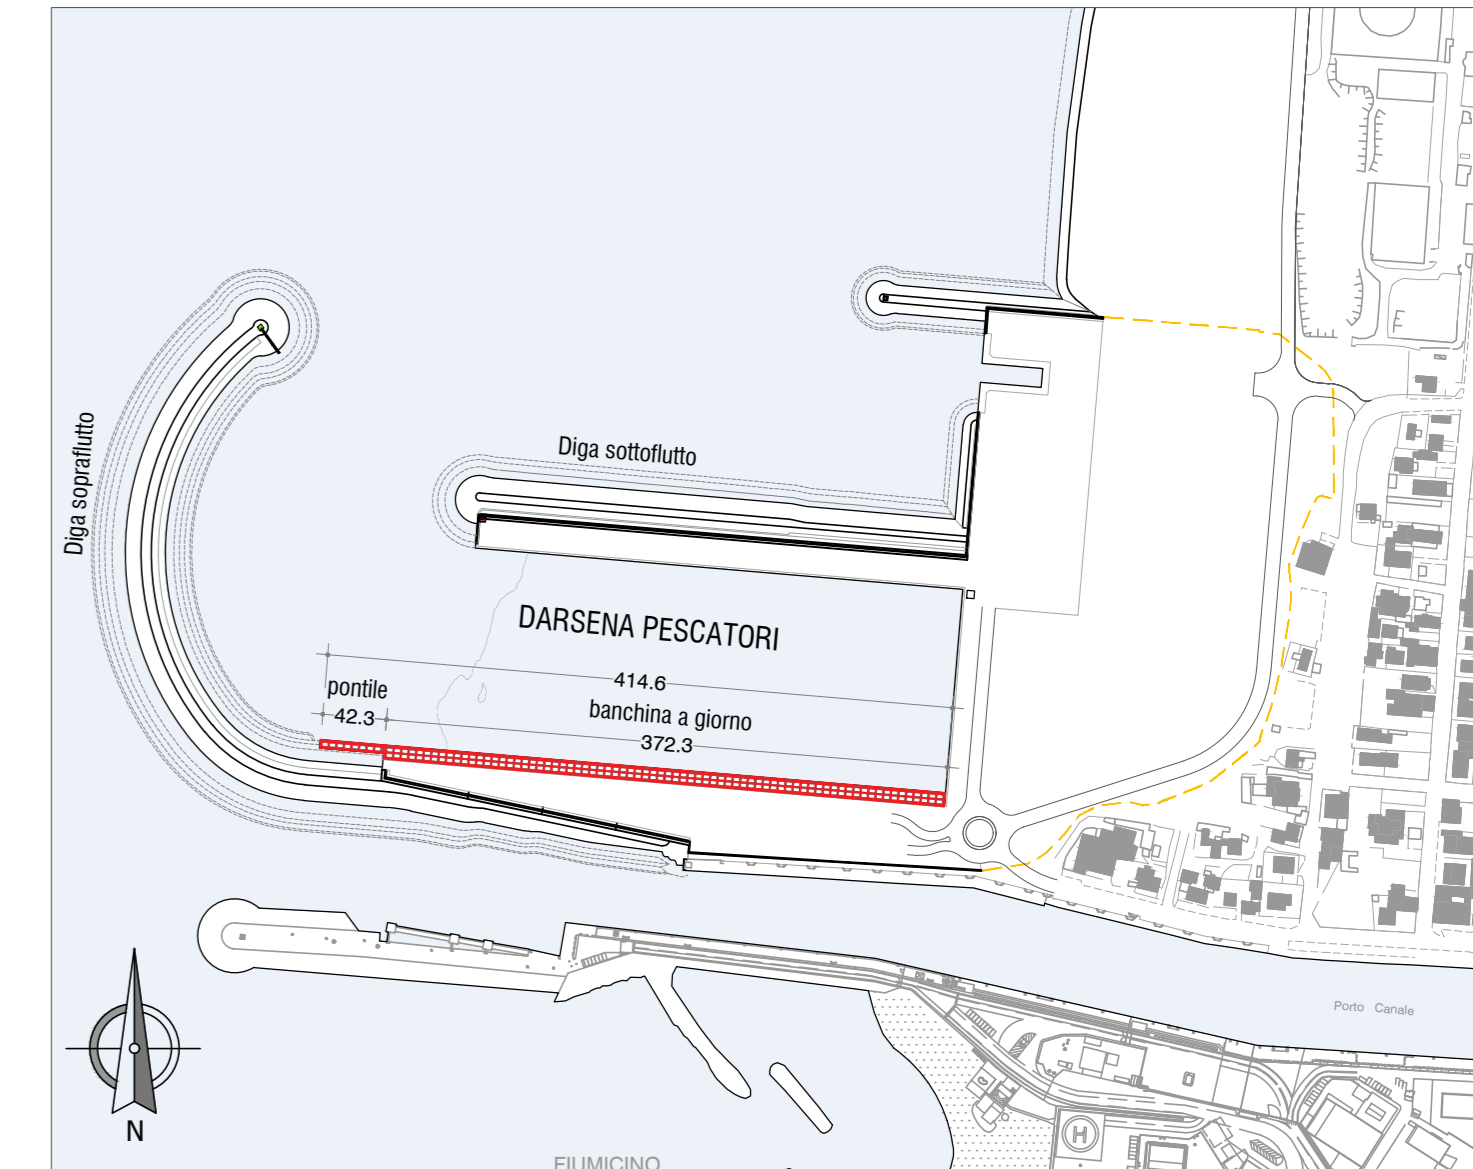 Diga sopraflutto
Diga sottoflutto
DARSENA PESCATORI
414.6
pontile
42.3
banchina a giorno
372.3
Porto Canale
N
H
FIUMICINO